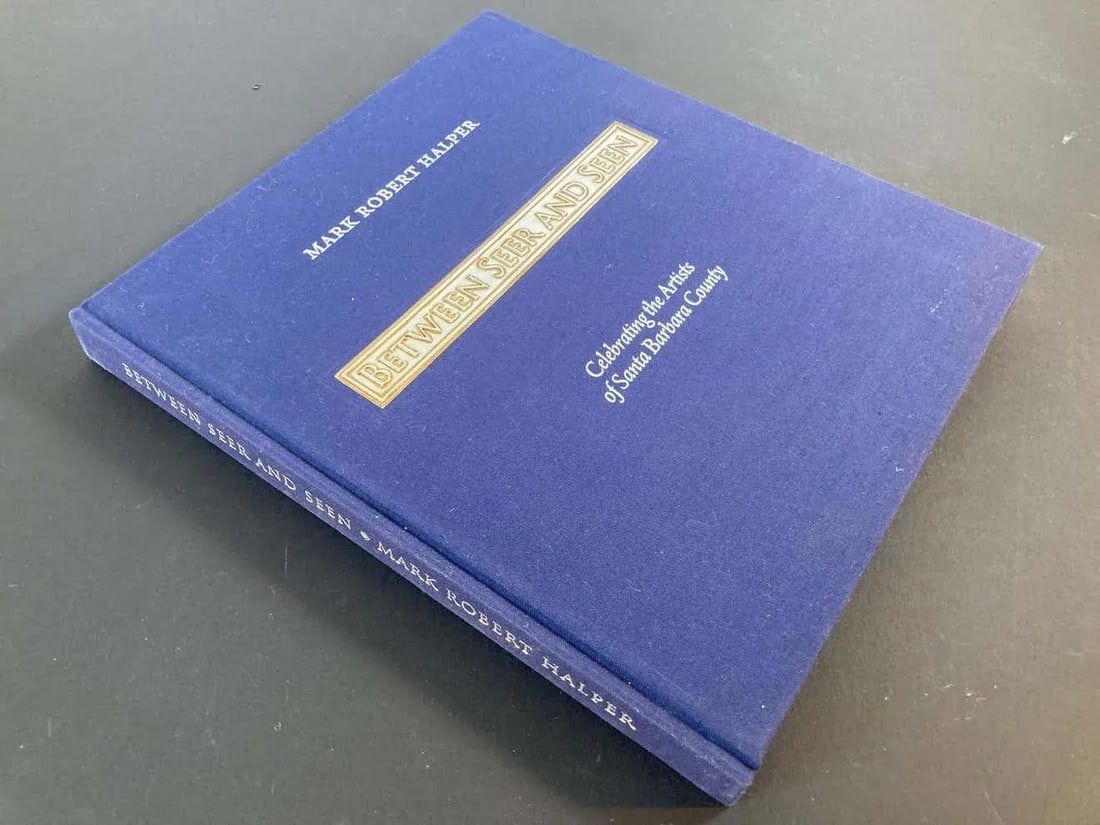 MARK ROBERT HALPER
BETWEEN SEER AND SEEN
Celebrating the Artists
of Santa Barbara County
BETWEEN SEER AND SEEN ◆ MARK ROBERT HALPER